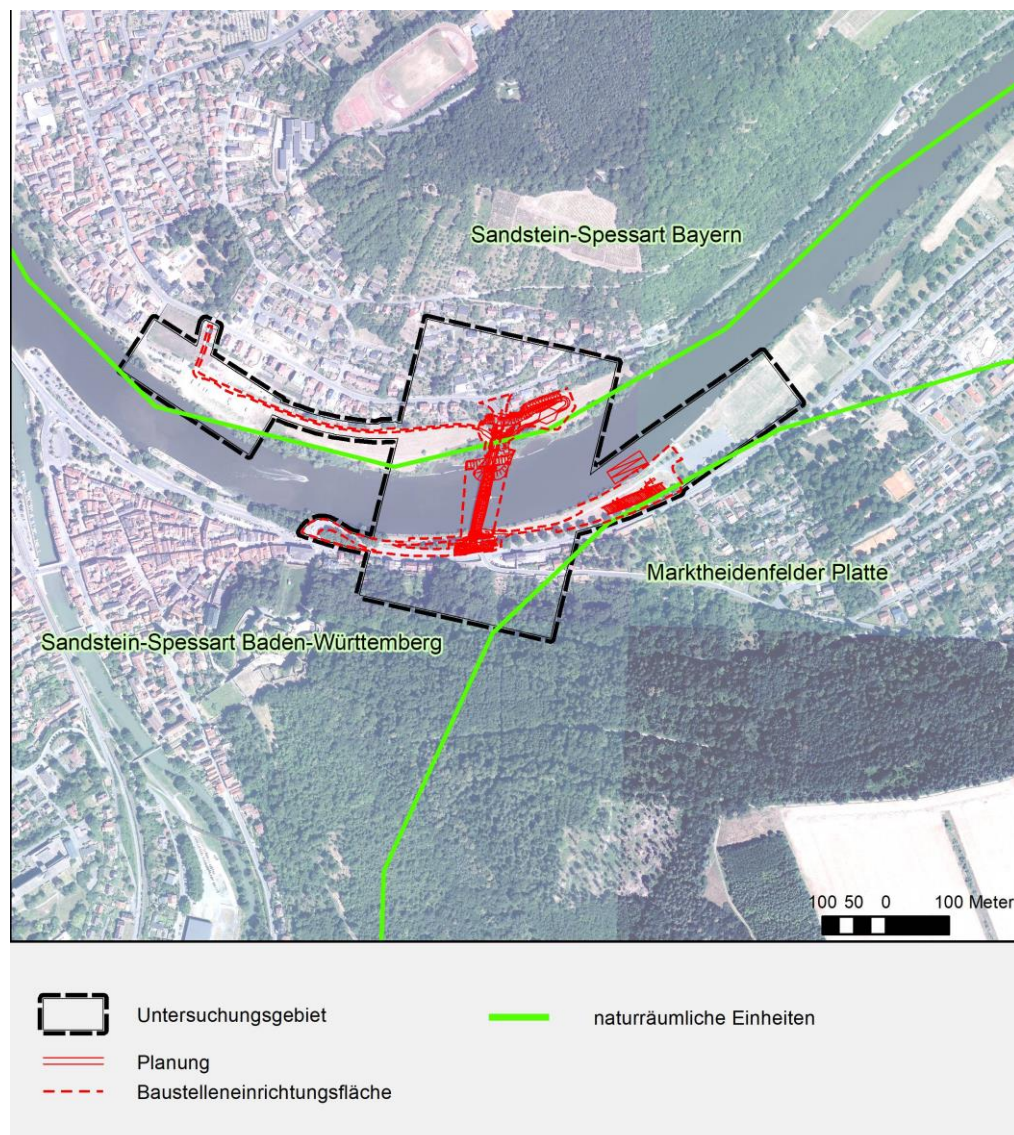 Sandstein-Spessart Bayern
Marktheidenfelder Platte
Sandstein-Spessart Baden-Württemberg
100 50 0 100 Meter
Untersuchungsgebiet
naturräumliche Einheiten
Planung
Baustelleneinrichtungsfläche